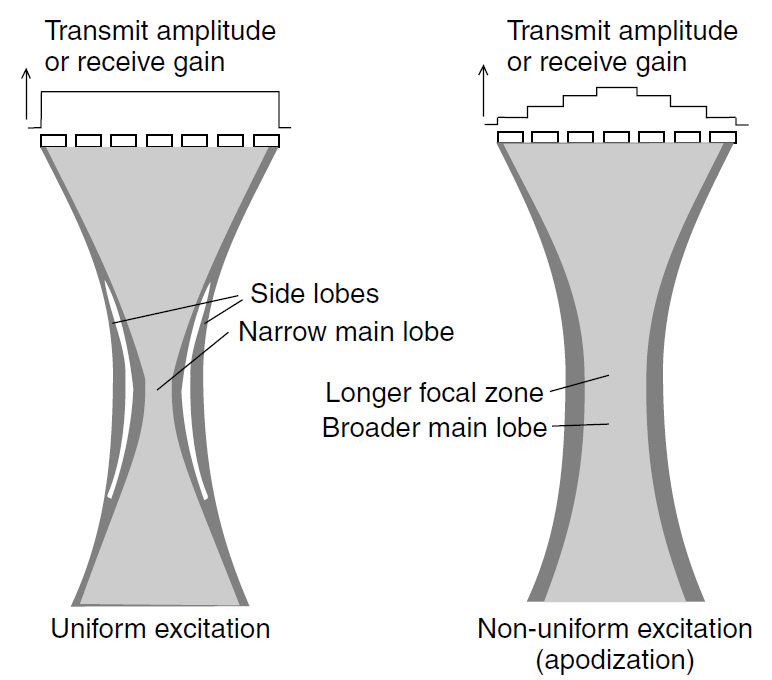 Transmit amplitude
or receive gain
Transmit amplitude
or receive gain
Side lobes
Narrow main lobe
Longer focal zone
Broader main lobe
Uniform excitation
Non-uniform excitation
(apodization)